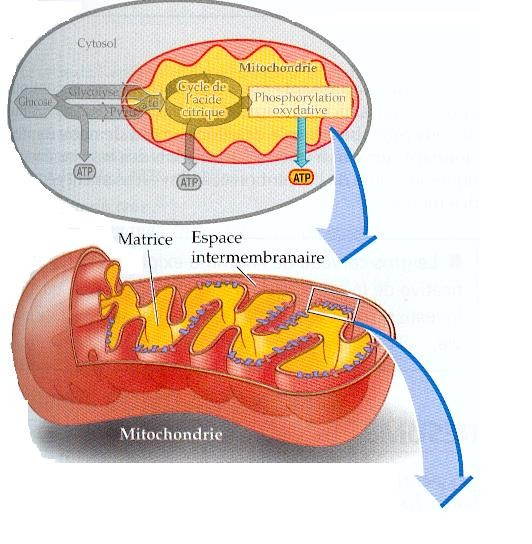 Cytosol
Mitochondrie
Glucose
Glycolyse
Cycle de
l'acide
citrique
Phosphorylation
oxydative
ATP
ATP
ATP
Matrice
Espace
intermembranaire
Mitochondrie